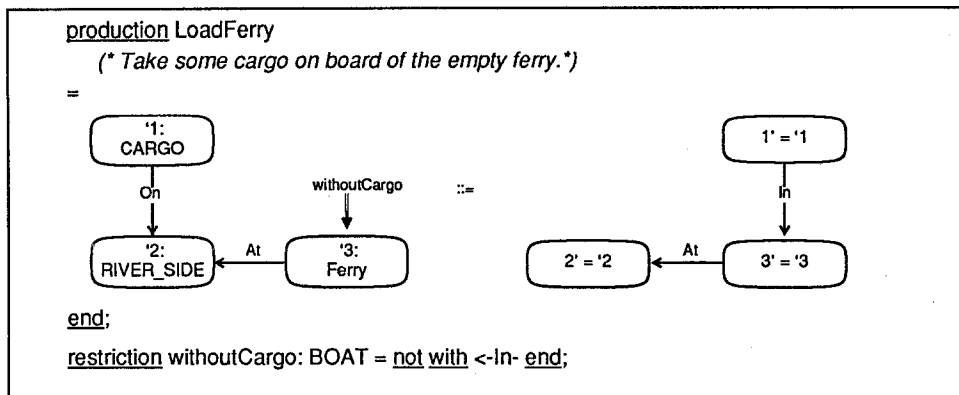 production LoadFerry
(* Take some cargo on board of the empty ferry.*)
=
'1:
CARGO
1' = '1
On
withoutCargo
::=
In
'2:
RIVER_SIDE
At
'3:
Ferry
2' = '2
At
3' = '3
end;
restriction withoutCargo: BOAT = not with <-In- end;